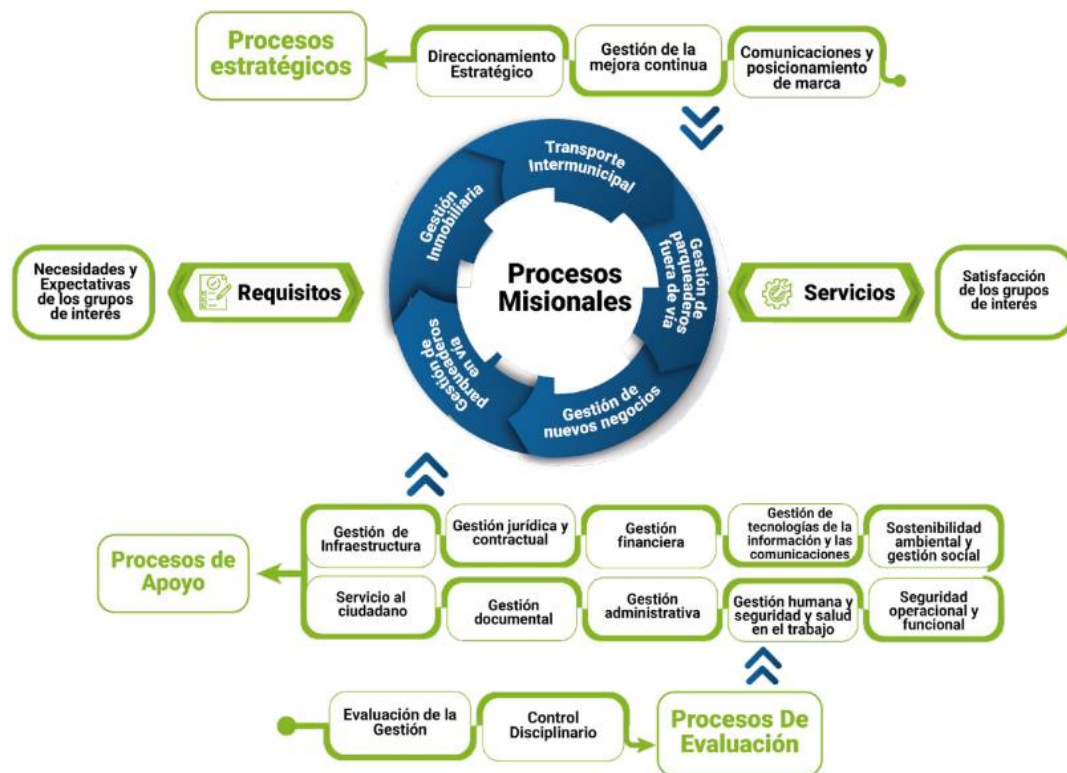 Procesos
estratégicos
Direccionamiento
Estratégico
Gestión de la
mejora continua
Comunicaciones y
posicionamiento
de marca
Transporte
Intermunicipal
Gestión
Inmobiliaria
Gestión de
parqueaderos
fuera de via
Procesos
Misionales
Gestión de
parqueaderos
en vía
Gestión de
nuevos negocios
Necesidades y
Expectativas
de los grupos
de interés
Requisitos
Servicios
Satisfacción
de los grupos
de interés
Procesos de
Apoyo
Gestión de
Infraestructura
Gestión jurídica y
contractual
Gestión
financiera
Gestión de
tecnologías de la
información y las
comunicaciones
Sostenibilidad
ambiental y
gestión social
Servicio al
ciudadano
Gestión
documental
Gestión
administrativa
Gestión humana y
seguridad y salud
en el trabajo
Seguridad
operacional y
funcional
Evaluación de la
Gestión
Control
Disciplinario
Procesos De
Evaluación